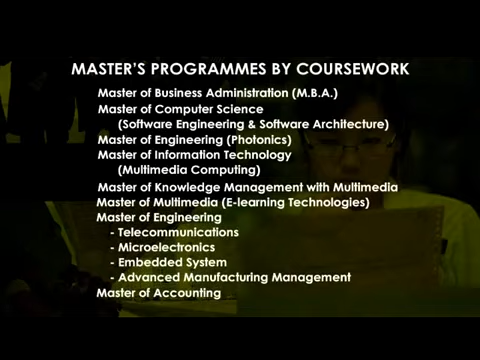 MASTER'S PROGRAMMES BY COURSEWORK
Master of Business Administration (M.B.A.)
Master of Computer Science
(Software Engineering & Software Architecture)
Master of Engineering (Photonics)
Master of Information Technology
(Multimedia Computing)
Master of Knowledge Management with Multimedia
Master of Multimedia (E-learning Technologies)
Master of Engineering
- Telecommunications
- Microelectronics
- Embedded System
- Advanced Manufacturing Management
Master of Accounting